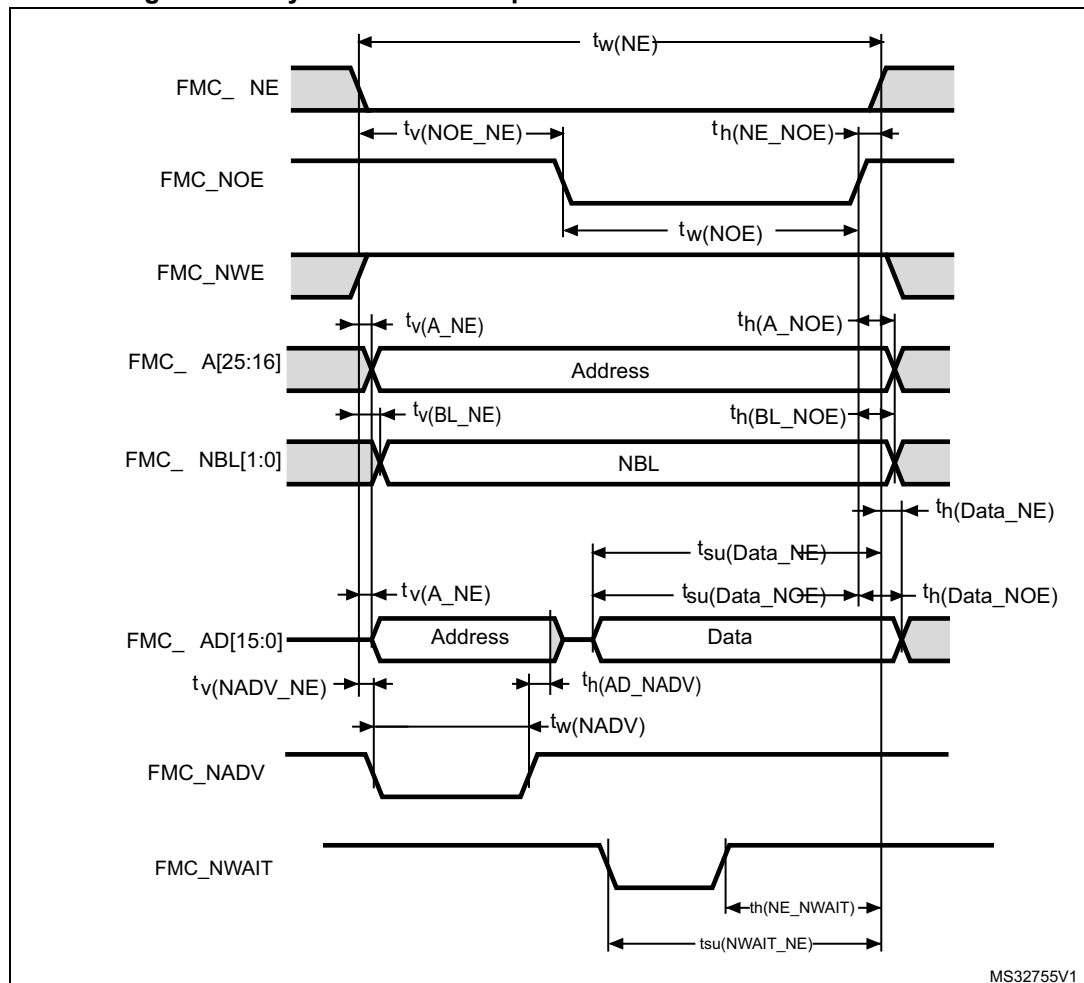 tw(NE)
FMC_ NE
tv(NOE_NE)
th(NE_NOE)
FMC_NOE
tw(NOE)
FMC_NWE
tv(A_NE)
th(A_NOE)
FMC_ A[25:16]
Address
tv(BL_NE)
th(BL_NOE)
FMC_ NBL[1:0]
NBL
th(Data_NE)
tsu(Data_NE)
tv(A_NE)
tsu(Data_NOE)
th(Data_NOE)
FMC_ AD[15:0]
Address
Data
tv(NADV_NE)
th(AD_NADV)
tw(NADV)
FMC_NADV
FMC_NWAIT
th(NE_NWAIT)
tsu(NWAIT_NE)
MS32755V1